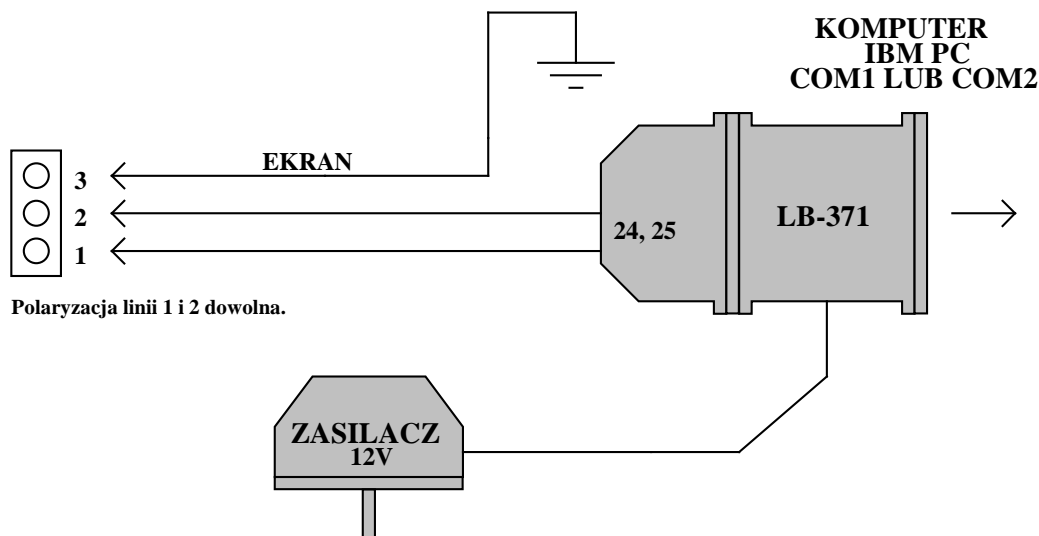 KOMPUTER
IBM PC
COM1 LUB COM2
EKRAN
3
2
1
24, 25
LB-371
Polaryzacja linii 1 i 2 dowolna.
ZASILACZ
12V